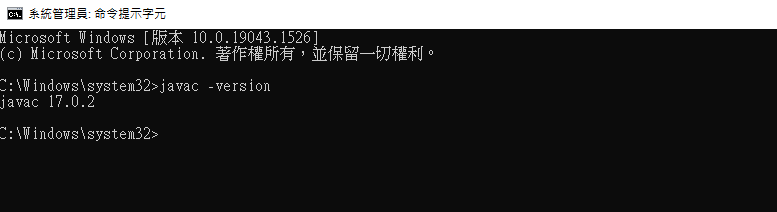 系統管理員: 命令提示字元
Microsoft Windows [版本 10.0.19043.1526]
(c) Microsoft Corporation. 著作權所有，並保留一切權利。
C:\Windows\system32>javac -version
javac 17.0.2
C:\Windows\system32>